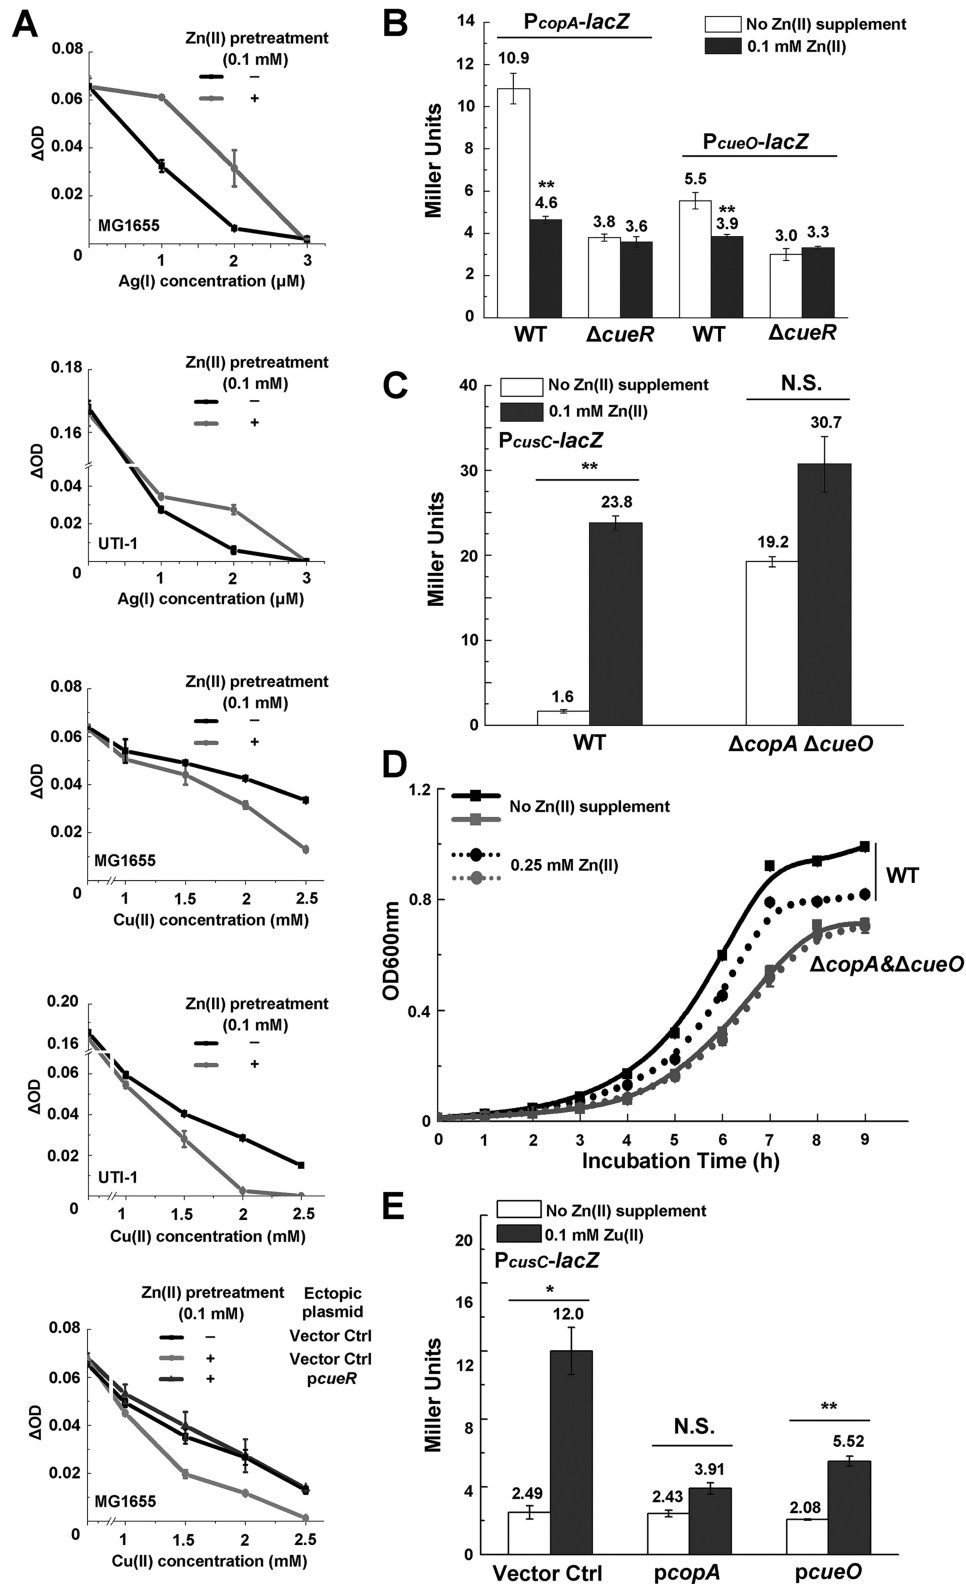 A
Zn(II) pretreatment
(0.1 mM)
–
+
0.08
0.06
0.04
0.02
0
ΔOD
MG1655
1
2
3
Ag(I) concentration (μM)
Zn(II) pretreatment
(0.1 mM)
–
+
0.18
0.16
0.04
0.02
0
ΔOD
UTI-1
1
2
3
Ag(I) concentration (μM)
Zn(II) pretreatment
(0.1 mM)
–
+
0.08
0.06
0.04
0.02
0
ΔOD
MG1655
1
1.5
2
2.5
Cu(II) concentration (mM)
Zn(II) pretreatment
(0.1 mM)
–
+
0.20
0.16
0.06
0.04
0.02
0
ΔOD
UTI-1
1
1.5
2
2.5
Cu(II) concentration (mM)
Zn(II) pretreatment
(0.1 mM)
Ectopic
plasmid
– Vector Ctrl
+ Vector Ctrl
+ pcueR
0.08
0.06
0.04
0.02
0
ΔOD
MG1655
1
1.5
2
2.5
Cu(II) concentration (mM)
B
No Zn(II) supplement
0.1 mM Zn(II)
PcopA-lacZ
PcueO-lacZ
14
12
10
8
6
4
2
0
Miller Units
10.9
**
4.6
3.8
3.6
5.5
**
3.9
3.0
3.3
WT
ΔcueR
WT
ΔcueR
C
No Zn(II) supplement
0.1 mM Zn(II)
PcusC-lacZ
40
30
20
10
0
Miller Units
**
1.6
23.8
N.S.
19.2
30.7
WT
ΔcopA ΔcueO
D
No Zn(II) supplement
0.25 mM Zn(II)
1.2
0.8
0.4
0
OD600nm
WT
ΔcopA&ΔcueO
0
1
2
3
4
5
6
7
8
9
Incubation Time (h)
E
No Zn(II) supplement
0.1 mM Zu(II)
PcusC-lacZ
20
16
12
8
4
0
Miller Units
*
2.49
12.0
N.S.
2.43
3.91
**
2.08
5.52
Vector Ctrl
pcopA
pcueO